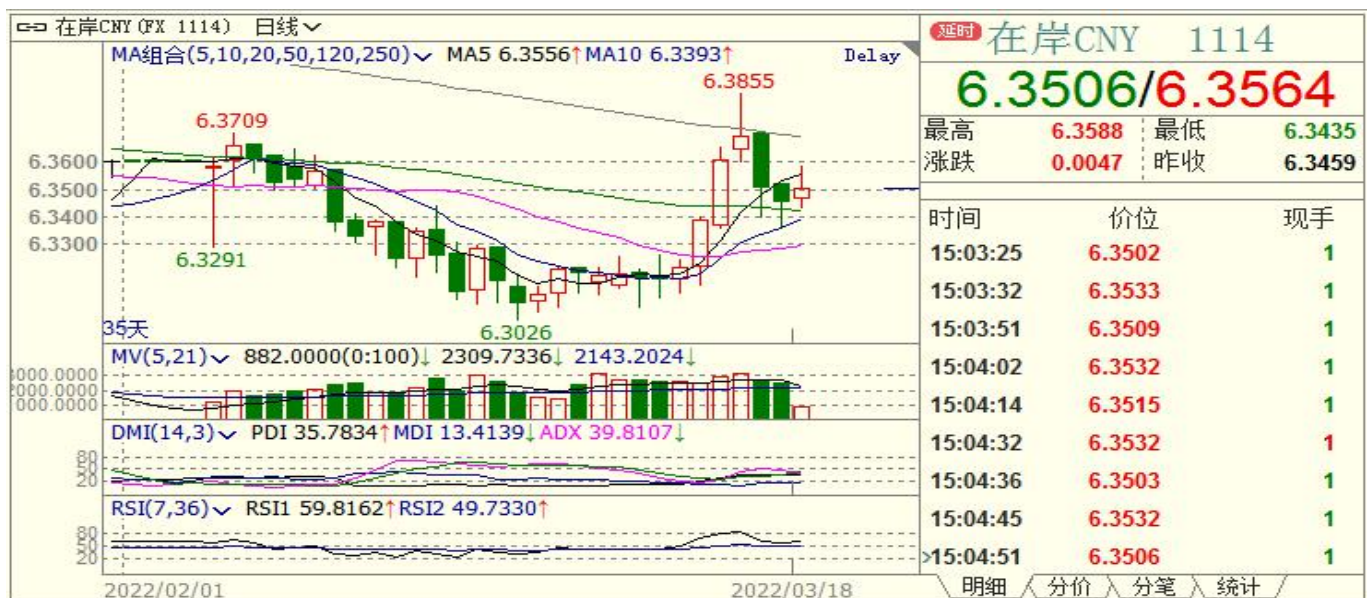 在岸CNY(FX 1114) 日线
MA组合(5,10,20,50,120,250) MA5 6.3556↑MA10 6.3393↑ Delay
6.3855
6.3709
6.3600
6.3500
6.3400
6.3300
6.3291
6.3026
35天
MV(5,21) 882.0000(0:100)↓ 2309.7336↓ 2143.2024↓
000.0000
2000.0000
000.0000
DMI(14,3) PDI 35.7834↑MDI 13.4139↓ADX 39.8107↓
80
50
20
RSI(7,36) RSI1 59.8162↑RSI2 49.7330↑
80
50
20
2022/02/01 2022/03/18
延时 在岸CNY 1114
6.3506/6.3564
最高 6.3588 最低 6.3435
涨跌 0.0047 昨收 6.3459
时间 价位 现手
15:03:25 6.3502 1
15:03:32 6.3533 1
15:03:51 6.3509 1
15:04:02 6.3532 1
15:04:14 6.3515 1
15:04:32 6.3532 1
15:04:36 6.3503 1
15:04:45 6.3532 1
>15:04:51 6.3506 1
明细 分价 分笔 统计